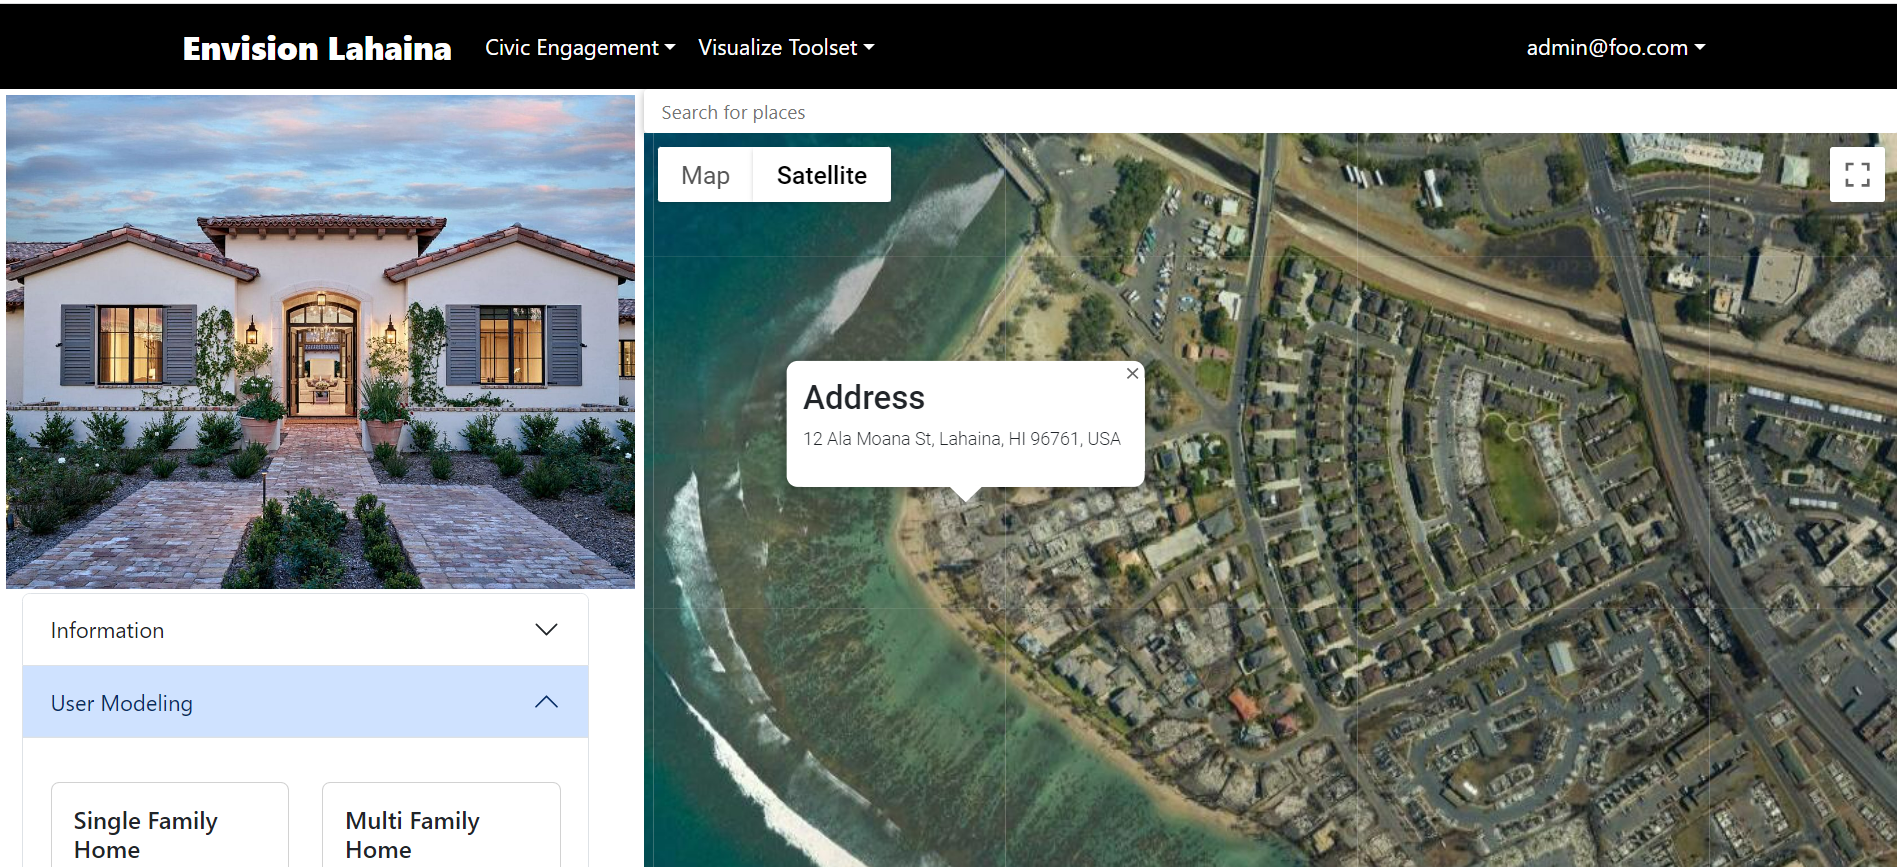 Envision Lahaina Civic Engagement Visualize Toolset admin@foo.com
Search for places
Map Satellite
Address
12 Ala Moana St, Lahaina, HI 96761, USA
Information
User Modeling
Single Family
Home
Multi Family
Home